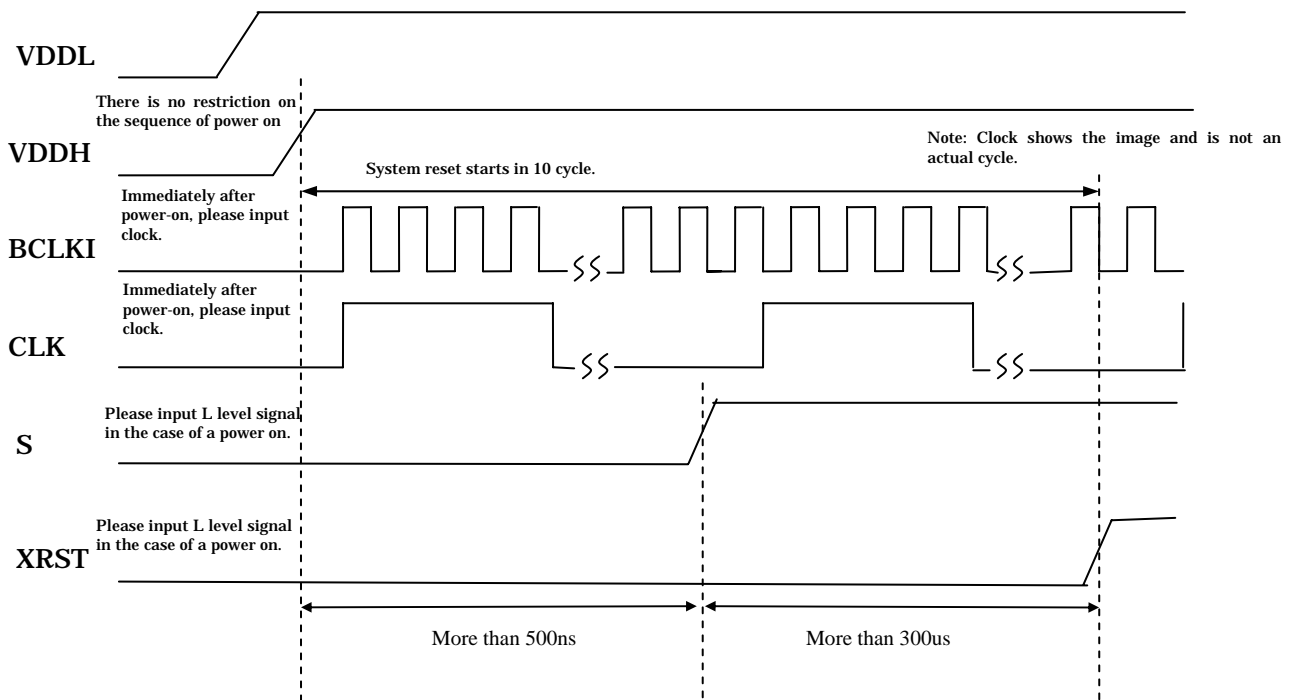 VDDL
There is no restriction on
the sequence of power on
VDDH
Note: Clock shows the image and is not an
actual cycle.
System reset starts in 10 cycle.
Immediately after
power-on, please input
clock.
BCLKI
Immediately after
power-on, please input
clock.
CLK
Please input L level signal
in the case of a power on.
S
Please input L level signal
in the case of a power on.
XRST
More than 500ns
More than 300us